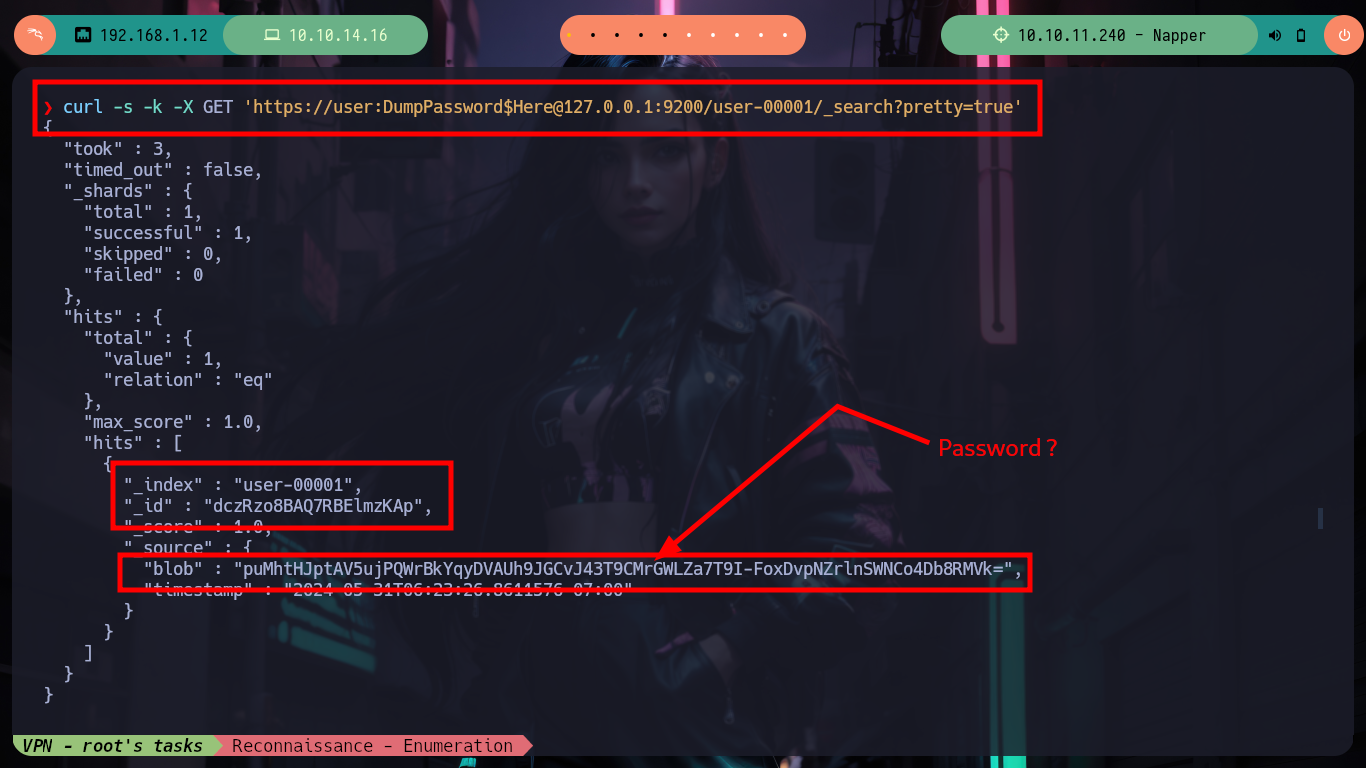 192.168.1.12
10.10.14.16
10.10.11.240 - Napper
❯ curl -s -k -X GET 'https://user:DumpPassword$Here@127.0.0.1:9200/user-00001/_search?pretty=true'
{
"took" : 3,
"timed_out" : false,
"_shards" : {
"total" : 1,
"successful" : 1,
"skipped" : 0,
"failed" : 0
},
"hits" : {
"total" : {
"value" : 1,
"relation" : "eq"
},
"max_score" : 1.0,
"hits" : [
{
"_index" : "user-00001",
"_id" : "dczRzo8BAQ7RBElmzKAp",
"_score" : 1.0,
"_source" : {
"blob" : "puMhtHJptAV5ujPQWrBkYqyDVAUh9JGCvJ43T9CMrGWLZa7T9I-FoxDvpNZrlnSWNCo4Db8RMVk=",
"timestamp" : "2024-05-31T06:23:26.8611576-07:00"
}
}
]
}
}
Password ?
VPN - root's tasks
Reconnaissance - Enumeration